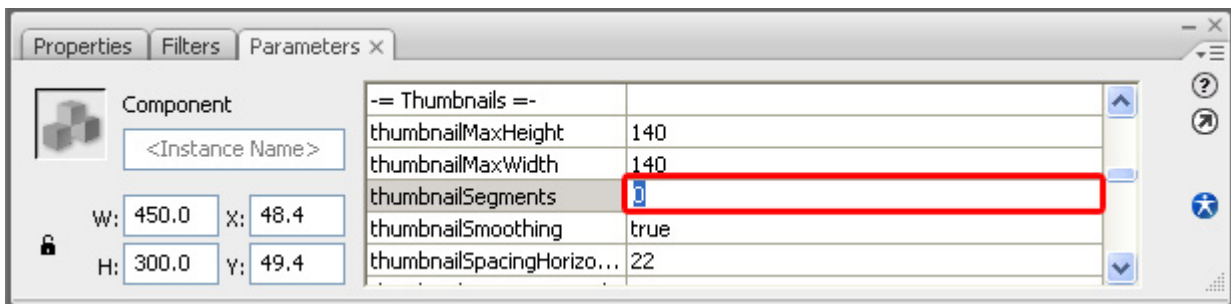 Properties Filters Parameters ×
Component
<Instance Name>
W: 450.0 X: 48.4
H: 300.0 Y: 49.4
-= Thumbnails =-
thumbnailMaxHeight 140
thumbnailMaxWidth 140
thumbnailSegments 0
thumbnailSmoothing true
thumbnailSpacingHorizo... 22